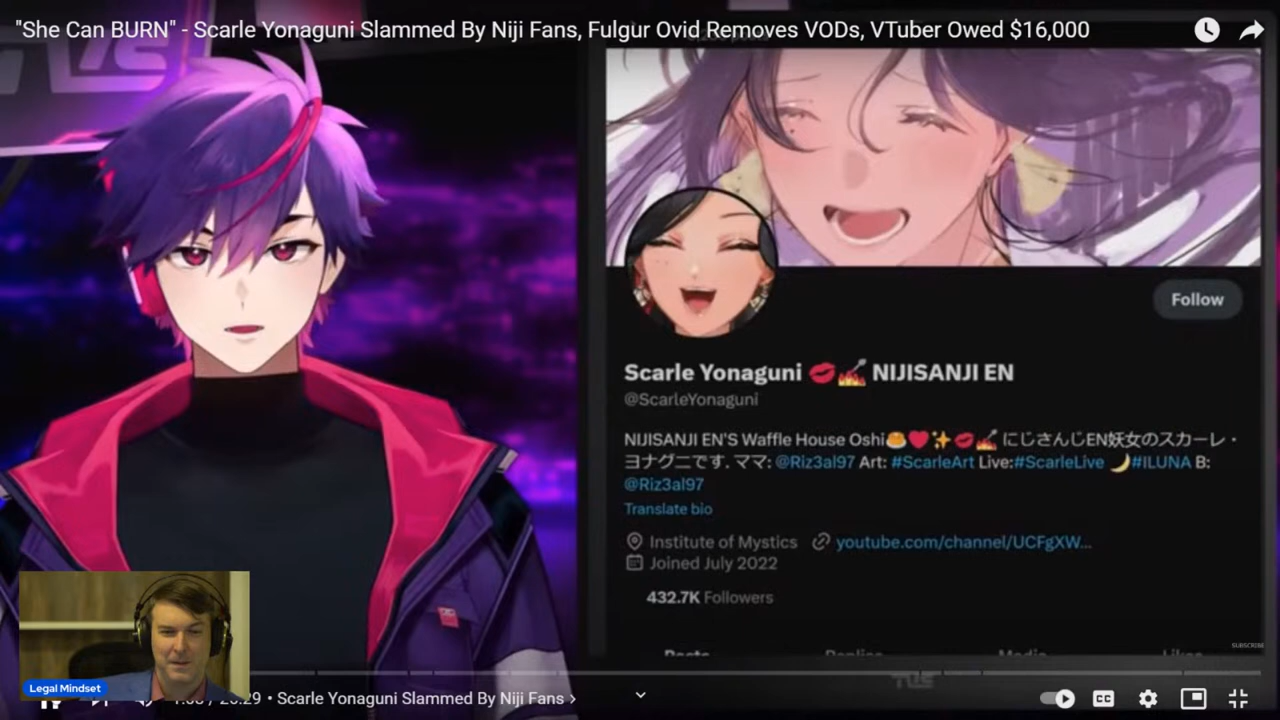 "She Can BURN" - Scarle Yonaguni Slammed By Niji Fans, Fulgur Ovid Removes VODs, VTuber Owed $16,000
Follow
Scarle Yonaguni 💋 NIJISANJI EN
@ScarleYonaguni
NIJISANJI EN'S Waffle House Oshi🥞❤️✨💋 にじさんじEN妖女のスカーレ・
ヨナグニです. ママ: @Riz3al97 Art: #ScarleArt Live:#ScarleLive 🌙#ILUNA B:
@Riz3al97
Translate bio
Institute of Mystics youtube.com/channel/UCFgXW...
Joined July 2022
432.7K Followers
SUBSCRIBE
Legal Mindset
• Scarle Yonaguni Slammed By Niji Fans ›
CC